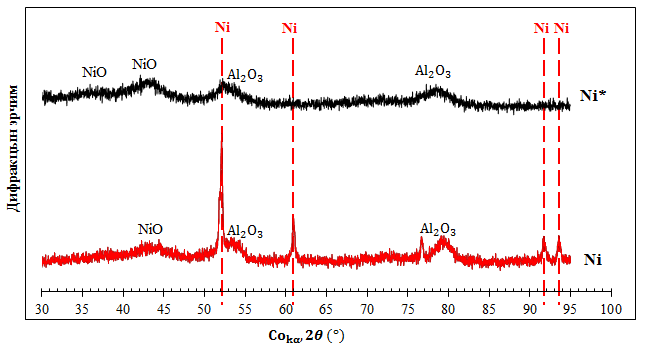 Ni Ni Ni Ni
NiO NiO Al₂O₃ Al₂O₃
Ni*
NiO Al₂O₃ Al₂O₃
Ni
Дифракцын эрчим
30 35 40 45 50 55 60 65 70 75 80 85 90 95 100
Co_kα, 2θ (°)